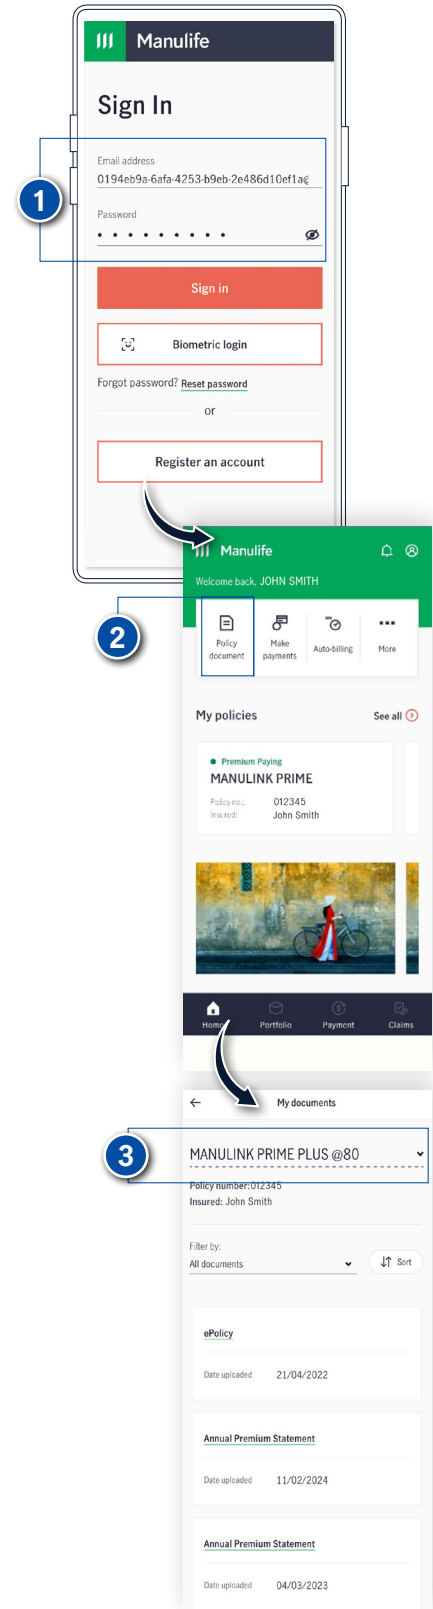 Manulife
Sign In
1
Email address
0194eb9a-6afa-4253-b9eb-2e486d10ef1a@
Password
Sign in
Biometric login
Forgot password? Reset password
or
Register an account
Manulife
Welcome back, JOHN SMITH
2
Policy document
Make payments
Auto-billing
More
My policies
See all
Premium Paying
MANULINK PRIME
Policy no.: 012345
Insured: John Smith
Home
Portfolio
Payment
Claims
My documents
3
MANULINK PRIME PLUS @80
Policy number: 012345
Insured: John Smith
Filter by:
All documents
Sort
ePolicy
Date uploaded 21/04/2022
Annual Premium Statement
Date uploaded 11/02/2024
Annual Premium Statement
Date uploaded 04/03/2023